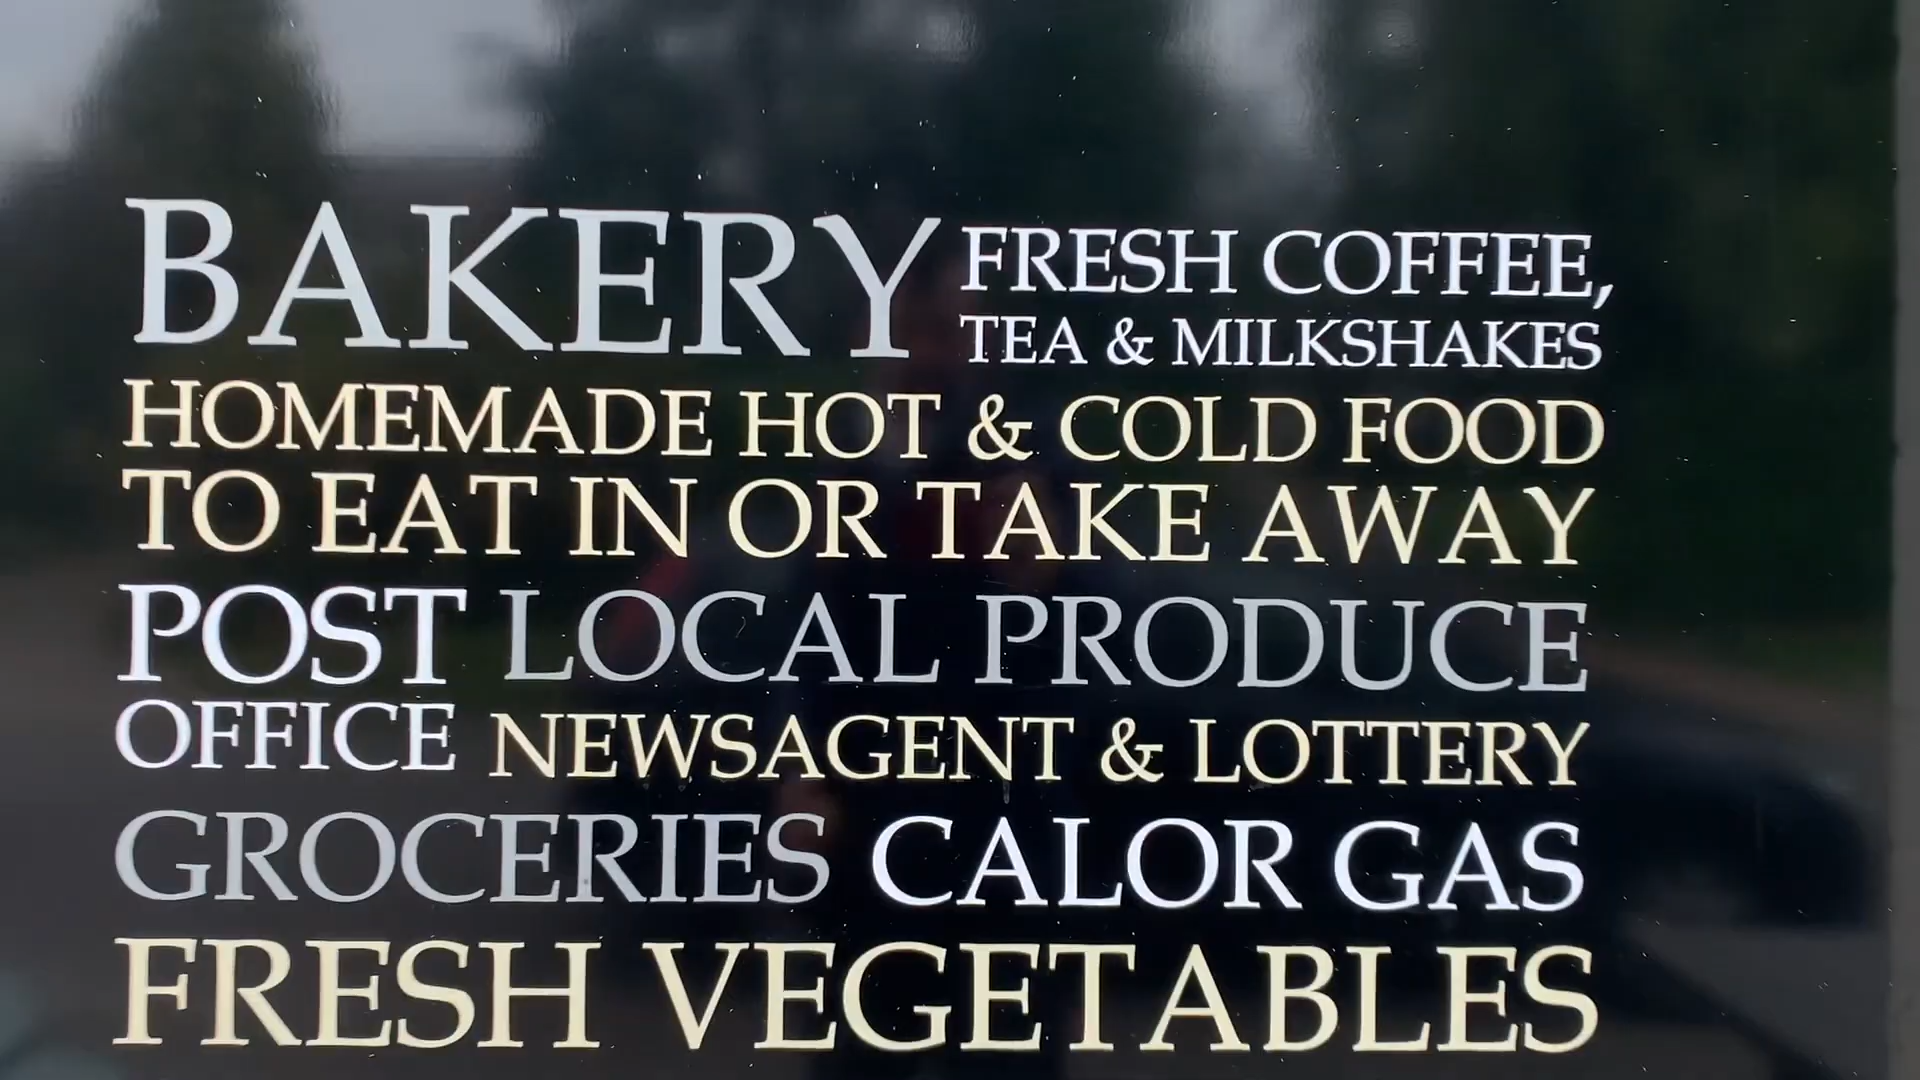 BAKERY FRESH COFFEE,
TEA & MILKSHAKES
HOMEMADE HOT & COLD FOOD
TO EAT IN OR TAKE AWAY
POST LOCAL PRODUCE
OFFICE NEWSAGENT & LOTTERY
GROCERIES CALOR GAS
FRESH VEGETABLES